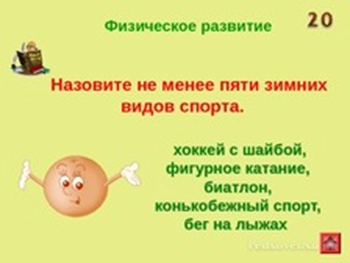 Физическое развитие
20
Назовите не менее пяти зимних
видов спорта.
хоккей с шайбой,
фигурное катание,
биатлон,
конькобежный спорт,
бег на лыжах